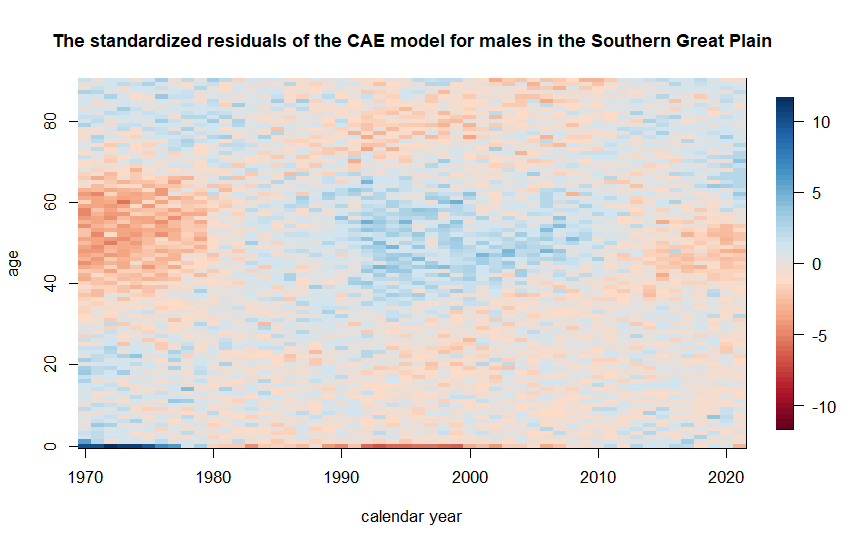 The standardized residuals of the CAE model for males in the Southern Great Plain
age
80
60
40
20
0
1970 1980 1990 2000 2010 2020
calendar year
10
5
0
-5
-10